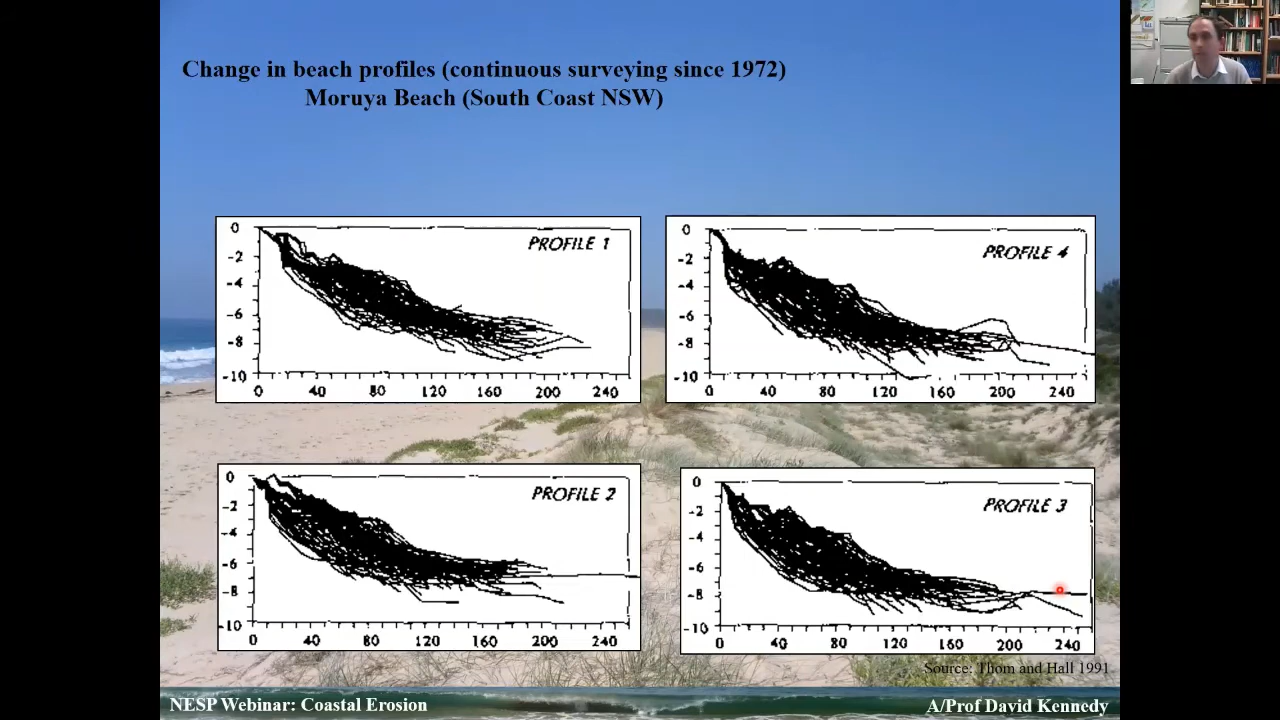 Change in beach profiles (continuous surveying since 1972)
Moruya Beach (South Coast NSW)
PROFILE 1
0
-2
-4
-6
-8
-10
0 40 80 120 160 200 240
PROFILE 4
0
-2
-4
-6
-8
-10
0 40 80 120 160 200 240
PROFILE 2
0
-2
-4
-6
-8
-10
0 40 80 120 160 200 240
PROFILE 3
0
-2
-4
-6
-8
-10
0 40 80 120 160 200 240
Source: Thom and Hall 1991
NESP Webinar: Coastal Erosion
A/Prof David Kennedy